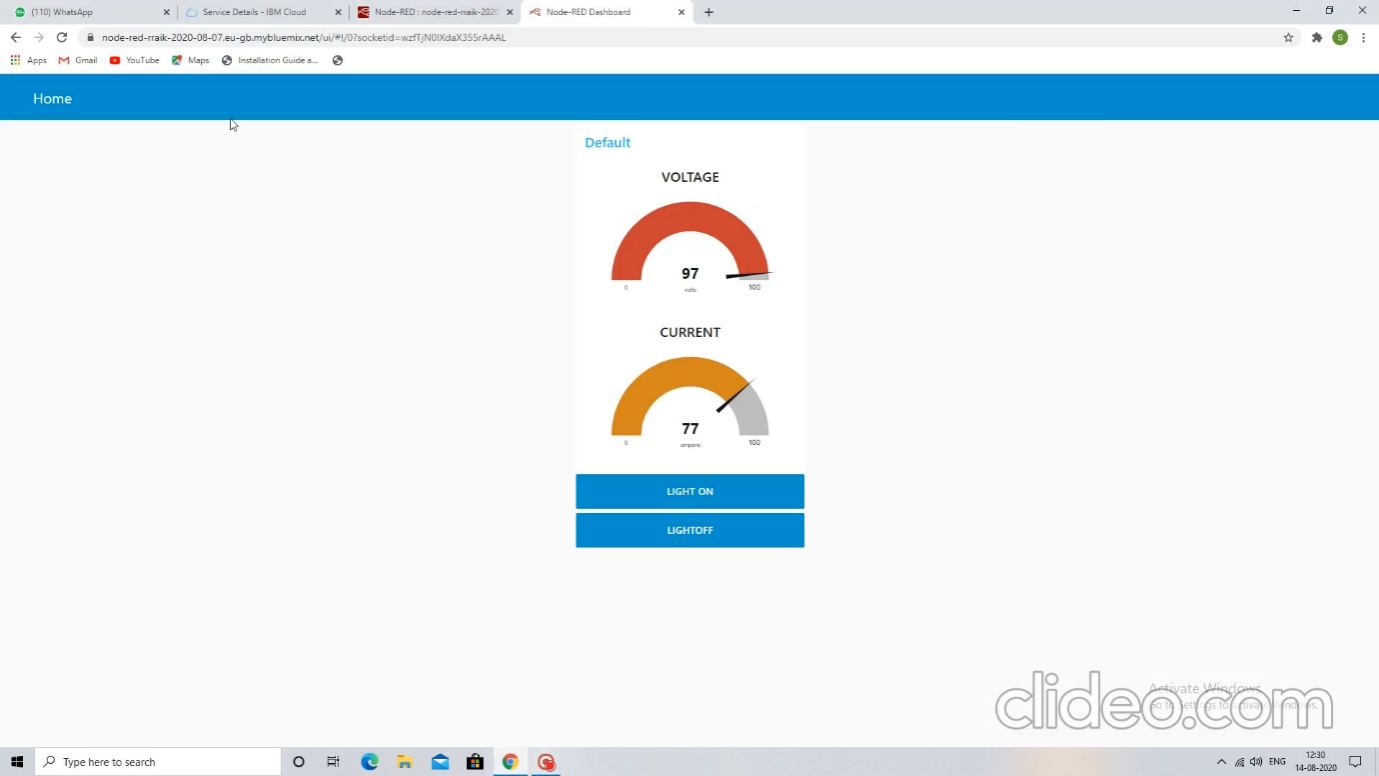 (110) WhatsApp
Service Details - IBM Cloud
Node-RED : node-red-rraik-2020
Node-RED Dashboard
node-red-rraik-2020-08-07.eu-gb.mybluemix.net/ui/#!/0?socketid=wzfTjN0IXdaX355rAAAL
S
Apps
Gmail
YouTube
Maps
Installation Guide a...
Home
Default
VOLTAGE
97
volts
0
100
CURRENT
77
ampere
0
100
LIGHT ON
LIGHTOFF
Activate Windows
Go to Settings to activate Windows.
clideo.com
Type here to search
ENG
12:30
14-08-2020